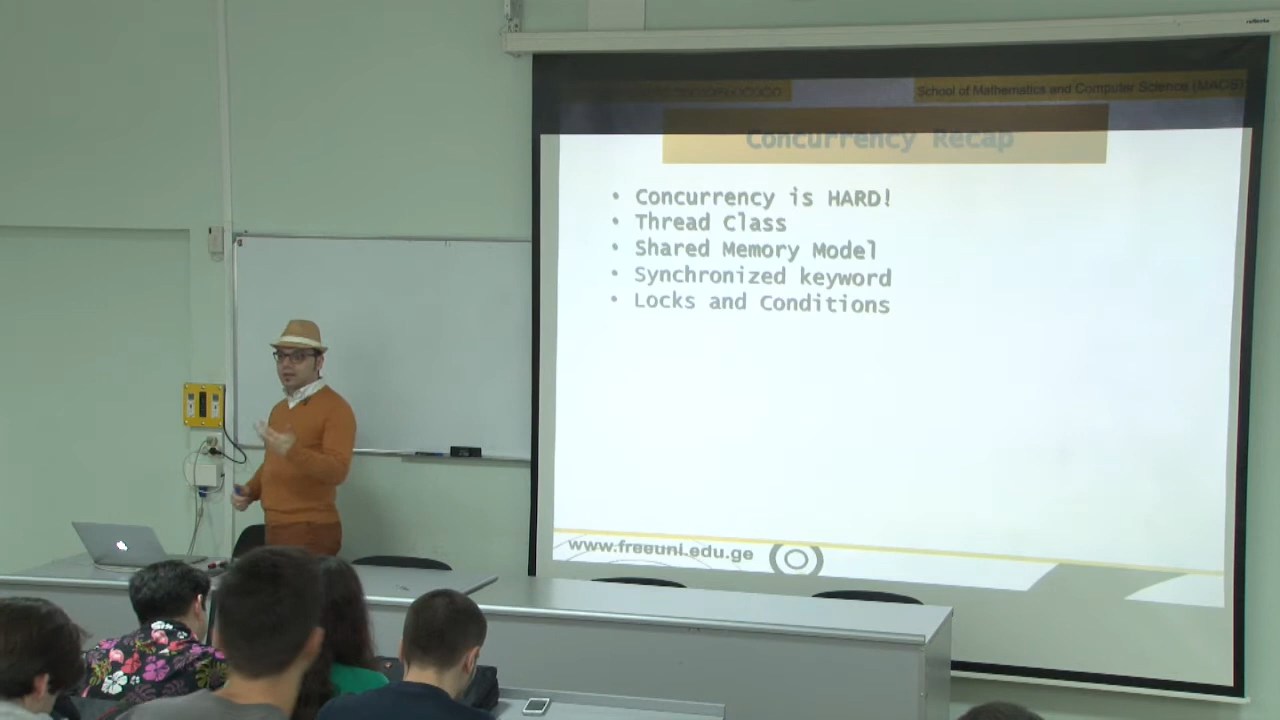 School of Mathematics and Computer Science (MACS)
Concurrency Recap
• Concurrency is HARD!
• Thread Class
• Shared Memory Model
• Synchronized keyword
• Locks and Conditions
www.freeuni.edu.ge